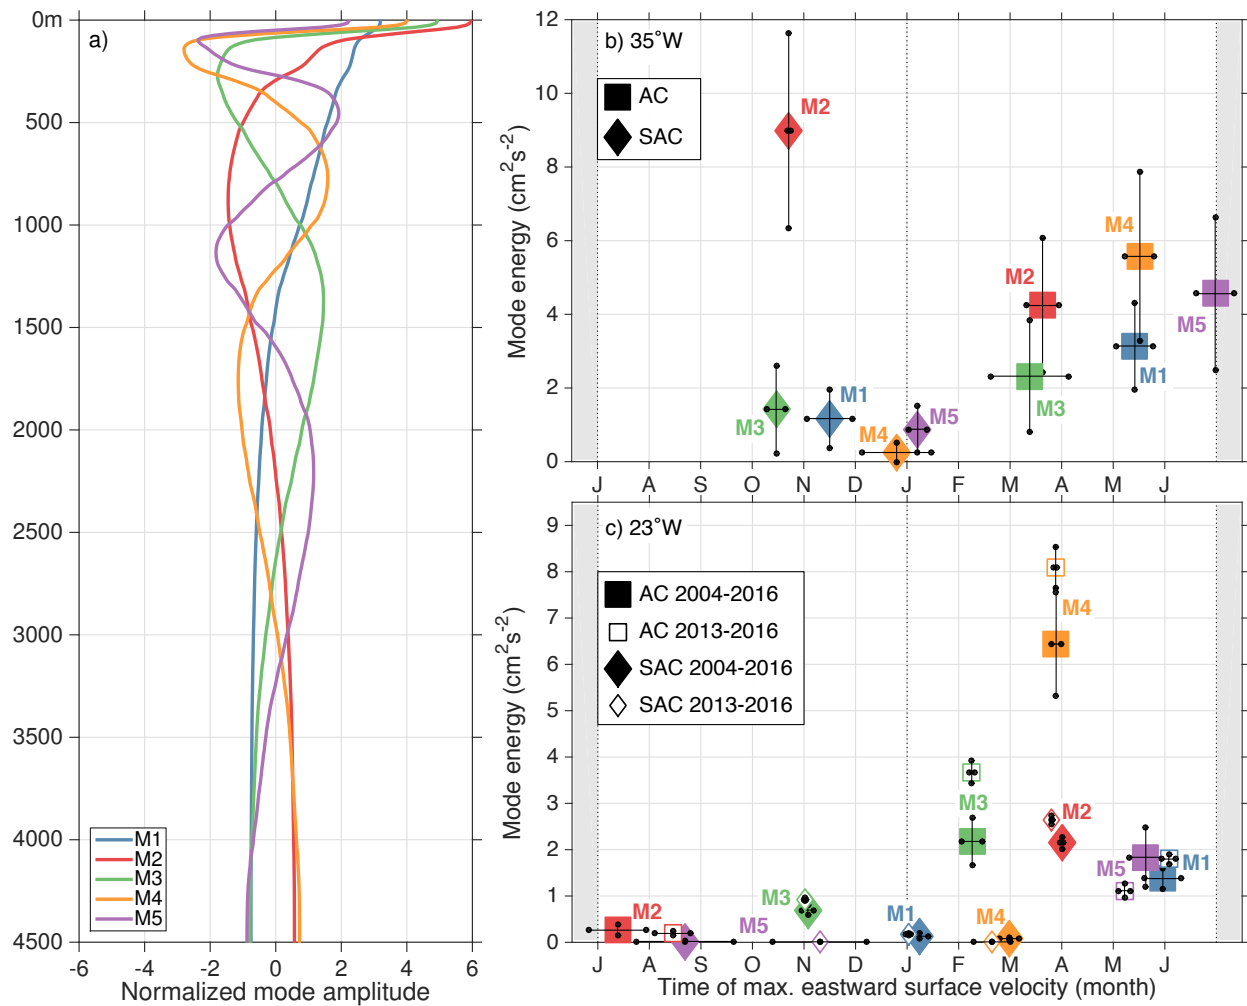 a)
0m
500
1000
1500
2000
2500
3000
3500
4000
4500
-6 -4 -2 0 2 4 6
Normalized mode amplitude
M1
M2
M3
M4
M5
b) 35°W
AC
SAC
Mode energy (cm²s⁻²)
12
10
8
6
4
2
0
M2
M4
M2
M5
M1
M3
M1
M3
M4
M5
J A S O N D J F M A M J
c) 23°W
AC 2004-2016
AC 2013-2016
SAC 2004-2016
SAC 2013-2016
Mode energy (cm²s⁻²)
9
8
7
6
5
4
3
2
1
0
M4
M3
M2
M5
M1
M3
M2
M5
M1
M4
J A S O N D J F M A M J
Time of max. eastward surface velocity (month)